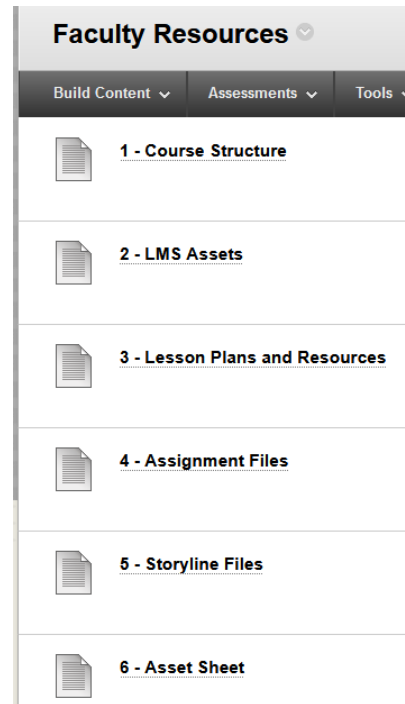 Faculty Resources
Build Content Assessments Tools
1 - Course Structure
2 - LMS Assets
3 - Lesson Plans and Resources
4 - Assignment Files
5 - Storyline Files
6 - Asset Sheet